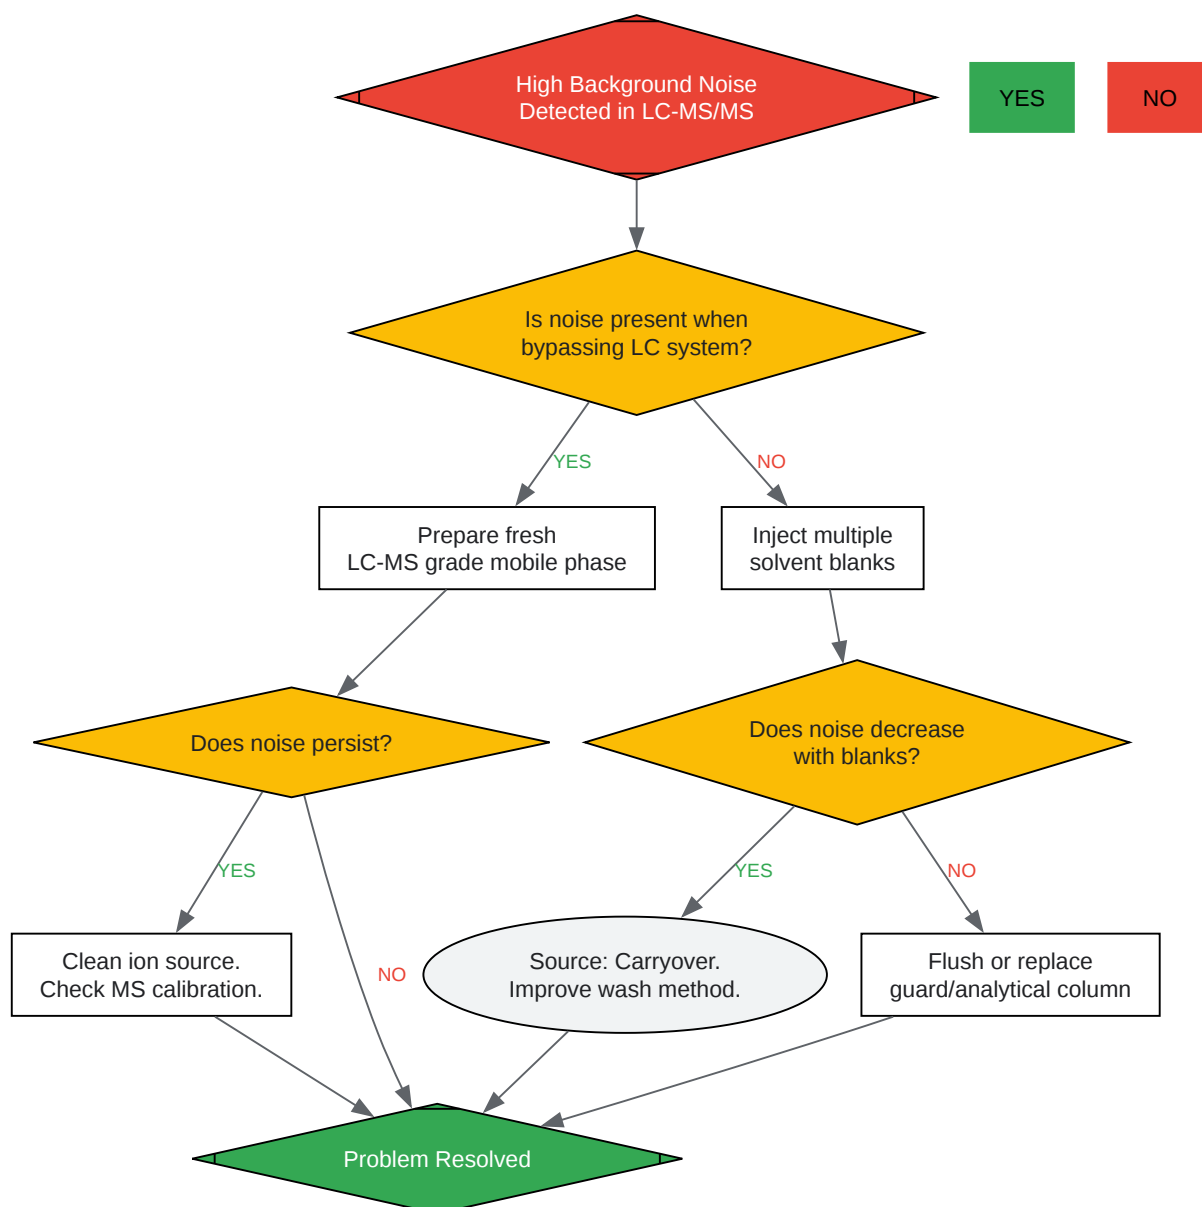 High Background Noise
Detected in LC-MS/MS
YES
NO
Is noise present when
bypassing LC system?
YES
NO
Prepare fresh
LC-MS grade mobile phase
Inject multiple
solvent blanks
Does noise persist?
Does noise decrease
with blanks?
YES
YES
NO
Clean ion source.
Check MS calibration.
NO
Source: Carryover.
Improve wash method.
Flush or replace
guard/analytical column
Problem Resolved